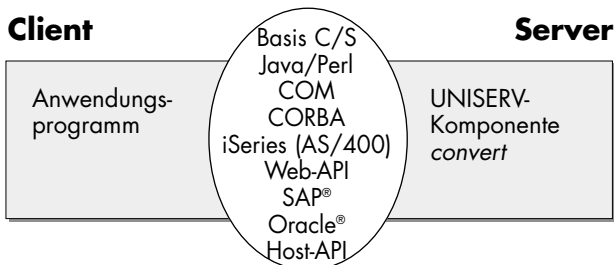 Client
Server
Anwendungs-
programm
Basis C/S
Java/Perl
COM
CORBA
iSeries (AS/400)
Web-API
SAP®
Oracle®
Host-API
UNISERV-
Komponente
convert